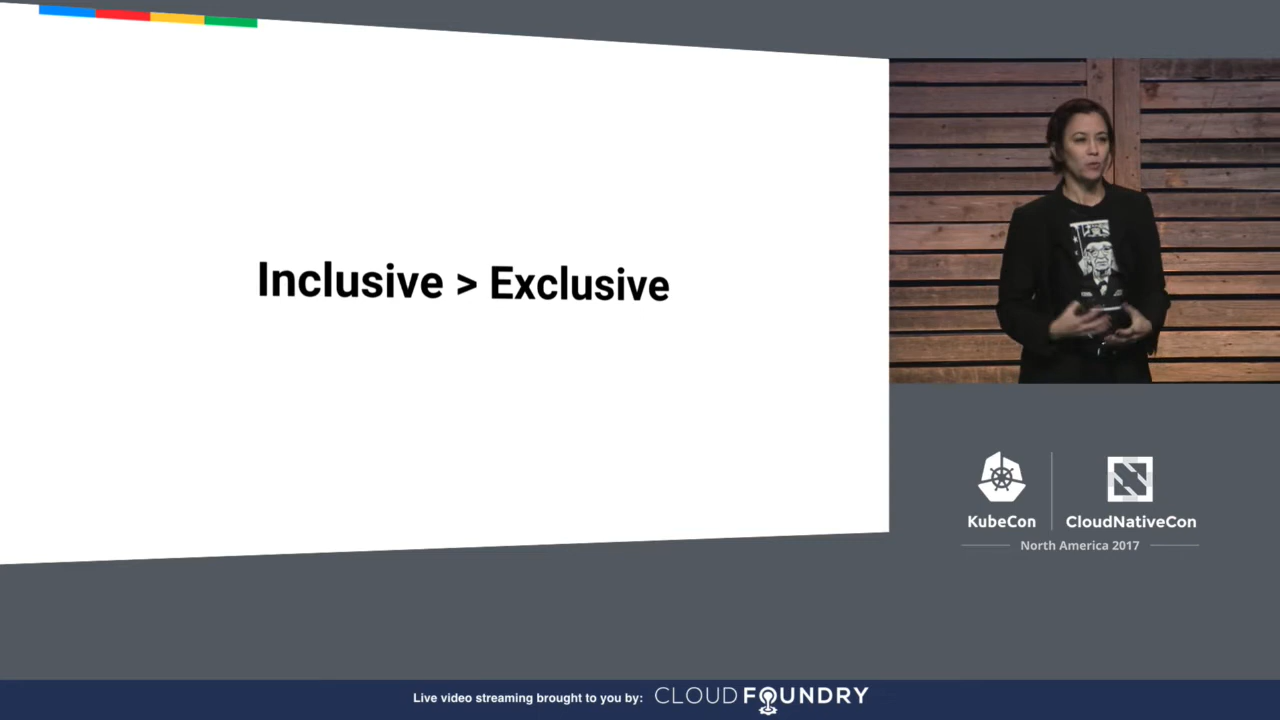 Inclusive > Exclusive
KubeCon
CloudNativeCon
North America 2017
Live video streaming brought to you by: CLOUD FOUNDRY